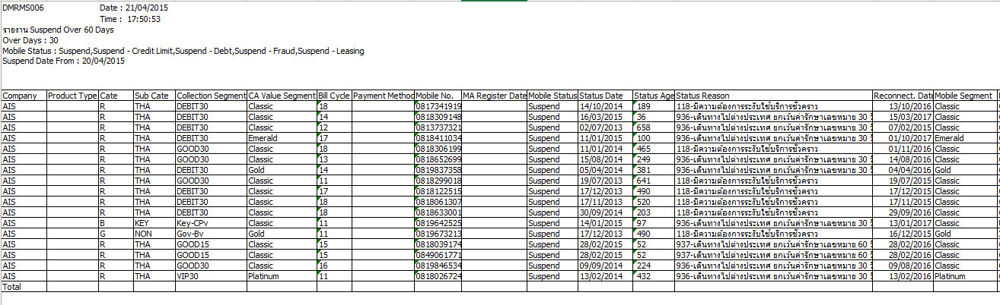 DMRMS006 Date : 21/04/2015
Time : 17:50:53
รายงาน Suspend Over 60 Days
Over Days : 30
Mobile Status : Suspend,Suspend - Credit Limit,Suspend - Debt,Suspend - Fraud,Suspend - Leasing
Suspend Date From : 20/04/2015
Company Product Type Cate Sub Cate Collection Segment CA Value Segment Bill Cycle Payment Method Mobile No. MA Register Date Mobile Status Status Date Status Age Status Reason Reconnect. Date Mobile Segment
AIS R THA DEBIT30 Classic 18 0817341919 Suspend 14/10/2014 189 118-มีความต้องการระงับใช้บริการชั่วคราว 13/10/2016 Classic
AIS R THA DEBIT30 Classic 14 0818309148 Suspend 16/03/2015 36 936-เดินทางไปต่างประเทศ ยกเว้นค่ารักษาเลขหมาย 30 15/03/2017 Classic
AIS R THA DEBIT30 Classic 12 0813737321 Suspend 02/07/2013 658 936-เดินทางไปต่างประเทศ ยกเว้นค่ารักษาเลขหมาย 30 07/02/2015 Classic
AIS R THA DEBIT30 Emerald 17 0818411034 Suspend 11/01/2015 100 936-เดินทางไปต่างประเทศ ยกเว้นค่ารักษาเลขหมาย 30 01/10/2017 Emerald
AIS R THA GOOD30 Classic 18 0818306199 Suspend 11/01/2014 465 118-มีความต้องการระงับใช้บริการชั่วคราว 01/11/2016 Classic
AIS R THA GOOD30 Classic 13 0818652699 Suspend 15/08/2014 249 936-เดินทางไปต่างประเทศ ยกเว้นค่ารักษาเลขหมาย 30 14/08/2016 Classic
AIS R THA DEBIT30 Gold 14 0819837358 Suspend 05/04/2014 381 936-เดินทางไปต่างประเทศ ยกเว้นค่ารักษาเลขหมาย 30 04/04/2016 Gold
AIS R THA GOOD30 Classic 11 0818299018 Suspend 19/07/2013 641 118-มีความต้องการระงับใช้บริการชั่วคราว 19/07/2015 Classic
AIS R THA DEBIT30 Classic 17 0818122515 Suspend 17/12/2013 490 118-มีความต้องการระงับใช้บริการชั่วคราว 17/12/2015 Classic
AIS R THA DEBIT30 Classic 18 0818061307 Suspend 17/11/2013 520 118-มีความต้องการระงับใช้บริการชั่วคราว 17/11/2015 Classic
AIS R THA DEBIT30 Classic 18 0818633001 Suspend 30/09/2014 203 118-มีความต้องการระงับใช้บริการชั่วคราว 29/09/2016 Classic
AIS B KEY Key-CPv Classic 11 0819642525 Suspend 14/01/2015 97 936-เดินทางไปต่างประเทศ ยกเว้นค่ารักษาเลขหมาย 30 13/01/2017 Classic
AIS G NON Gov-Bv Gold 11 0819673213 Suspend 17/12/2013 490 118-มีความต้องการระงับใช้บริการชั่วคราว 16/12/2015 Gold
AIS R THA GOOD15 Classic 15 0818039174 Suspend 28/02/2015 52 937-เดินทางไปต่างประเทศ ยกเว้นค่ารักษาเลขหมาย 60 28/02/2016 Classic
AIS R THA GOOD15 Classic 15 0849061771 Suspend 28/02/2015 52 937-เดินทางไปต่างประเทศ ยกเว้นค่ารักษาเลขหมาย 60 28/02/2016 Classic
AIS R THA GOOD30 Classic 16 0819846534 Suspend 09/09/2014 224 936-เดินทางไปต่างประเทศ ยกเว้นค่ารักษาเลขหมาย 30 09/08/2016 Classic
AIS R THA VIP30 Platinum 11 0818026724 Suspend 13/02/2014 432 936-เดินทางไปต่างประเทศ ยกเว้นค่ารักษาเลขหมาย 30 13/02/2016 Platinum
Total